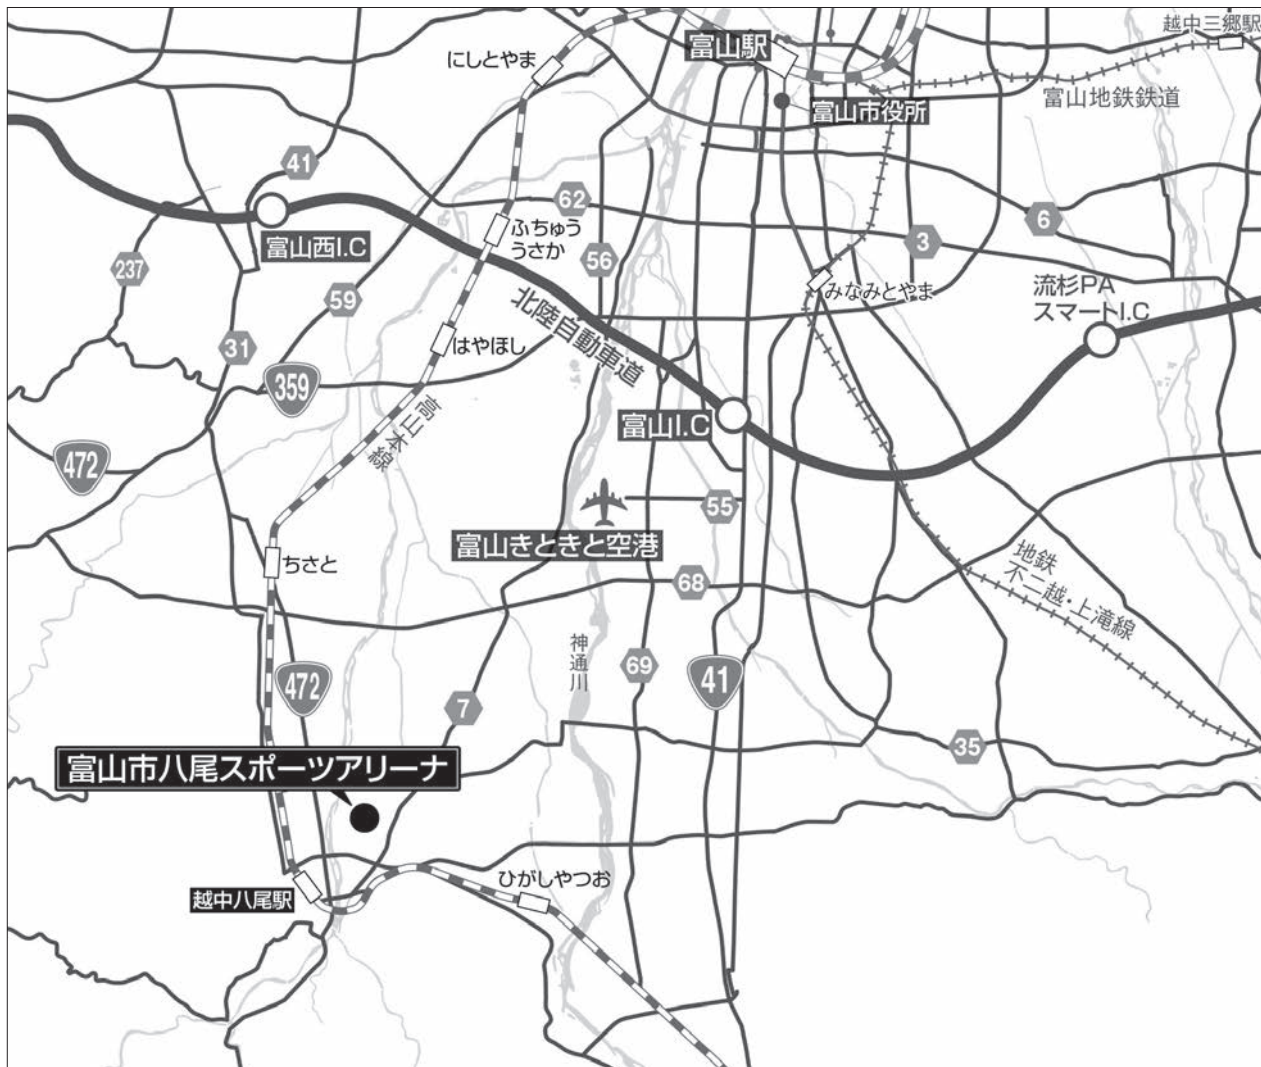 越中三郷駅
富山駅
にしとやま
富山地鉄鉄道
富山市役所
41
62
6
ふちゅう
うさか
富山西I.C
3
56
237
59
みなみとやま
流杉PA
スマートI.C
北陸自動車道
31
はやほし
359
高山本線
富山I.C
472
55
富山きときと空港
ちさと
地鉄
不二越・上滝線
68
神通川
69
41
472
7
35
富山市八尾スポーツアリーナ
ひがしやつお
越中八尾駅